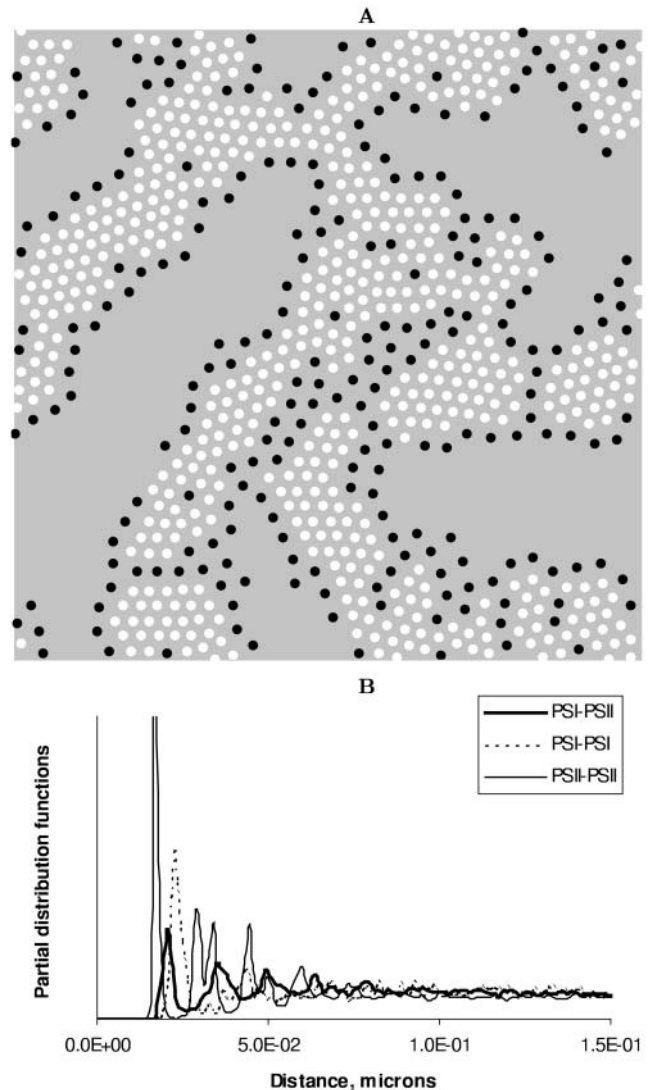 A
B
PSI-PSII
PSI-PSI
PSII-PSII
Partial distribution functions
0.0E+00 5.0E-02 1.0E-01 1.5E-01
Distance, microns